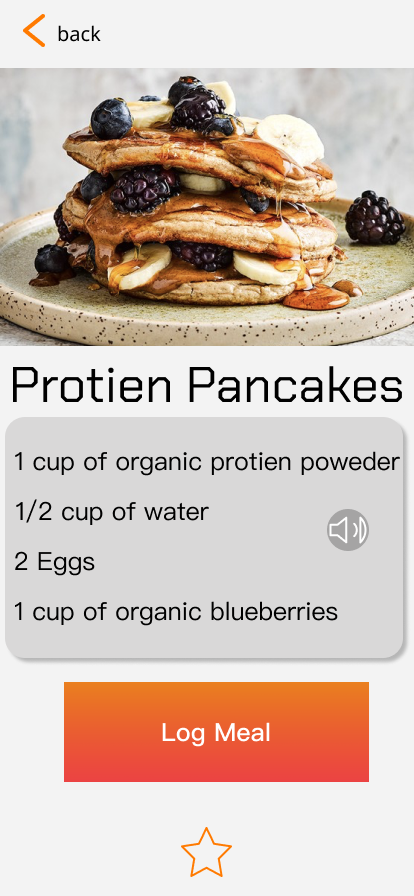 back
Protien Pancakes
1 cup of organic protien poweder
1/2 cup of water
2 Eggs
1 cup of organic blueberries
Log Meal